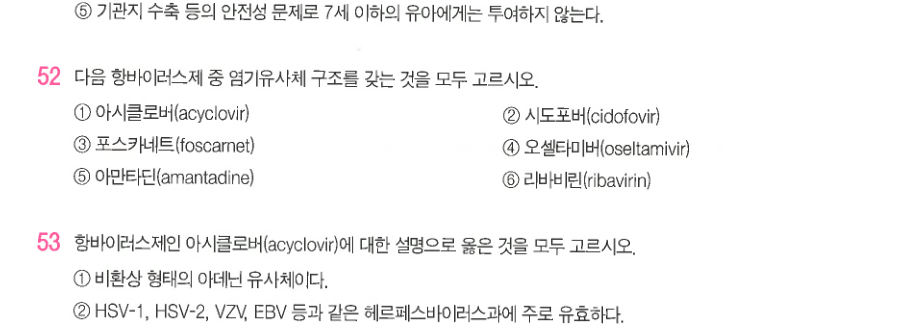 ⑤ 기관지 수축 등의 안전성 문제로 7세 이하의 유아에게는 투여하지 않는다.
52 다음 항바이러스제 중 염기유사체 구조를 갖는 것을 모두 고르시오.
① 아시클로버(acyclovir) ② 시도포버(cidofovir)
③ 포스카네트(foscarnet) ④ 오셀타미버(oseltamivir)
⑤ 아만타딘(amantadine) ⑥ 리바비린(ribavirin)
53 항바이러스제인 아시클로버(acyclovir)에 대한 설명으로 옳은 것을 모두 고르시오.
① 비환상 형태의 아데닌 유사체이다.
② HSV-1, HSV-2, VZV, EBV 등과 같은 헤르페스바이러스과에 주로 유효하다.